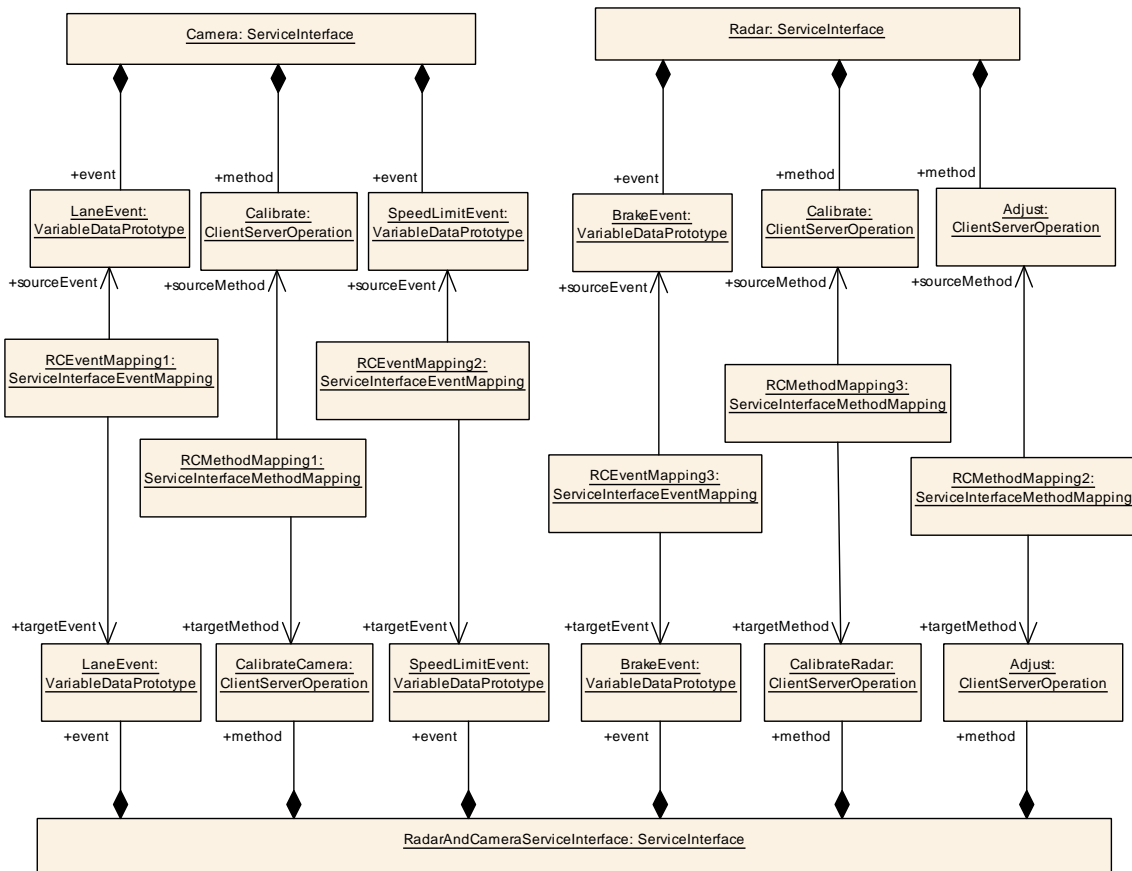 Camera: ServiceInterface
Radar: ServiceInterface
+event
+method
+event
+event
+method
+method
LaneEvent:
VariableDataPrototype
Calibrate:
ClientServerOperation
SpeedLimitEvent:
VariableDataPrototype
BrakeEvent:
VariableDataPrototype
Calibrate:
ClientServerOperation
Adjust:
ClientServerOperation
+sourceEvent
+sourceMethod
+sourceEvent
+sourceEvent
+sourceMethod
+sourceMethod
RCEventMapping1:
ServiceInterfaceEventMapping
RCEventMapping2:
ServiceInterfaceEventMapping
RCMethodMapping3:
ServiceInterfaceMethodMapping
RCMethodMapping1:
ServiceInterfaceMethodMapping
RCEventMapping3:
ServiceInterfaceEventMapping
RCMethodMapping2:
ServiceInterfaceMethodMapping
+targetEvent
+targetMethod
+targetEvent
+targetEvent
+targetMethod
+targetMethod
LaneEvent:
VariableDataPrototype
CalibrateCamera:
ClientServerOperation
SpeedLimitEvent:
VariableDataPrototype
BrakeEvent:
VariableDataPrototype
CalibrateRadar:
ClientServerOperation
Adjust:
ClientServerOperation
+event
+method
+event
+event
+method
+method
RadarAndCameraServiceInterface: ServiceInterface